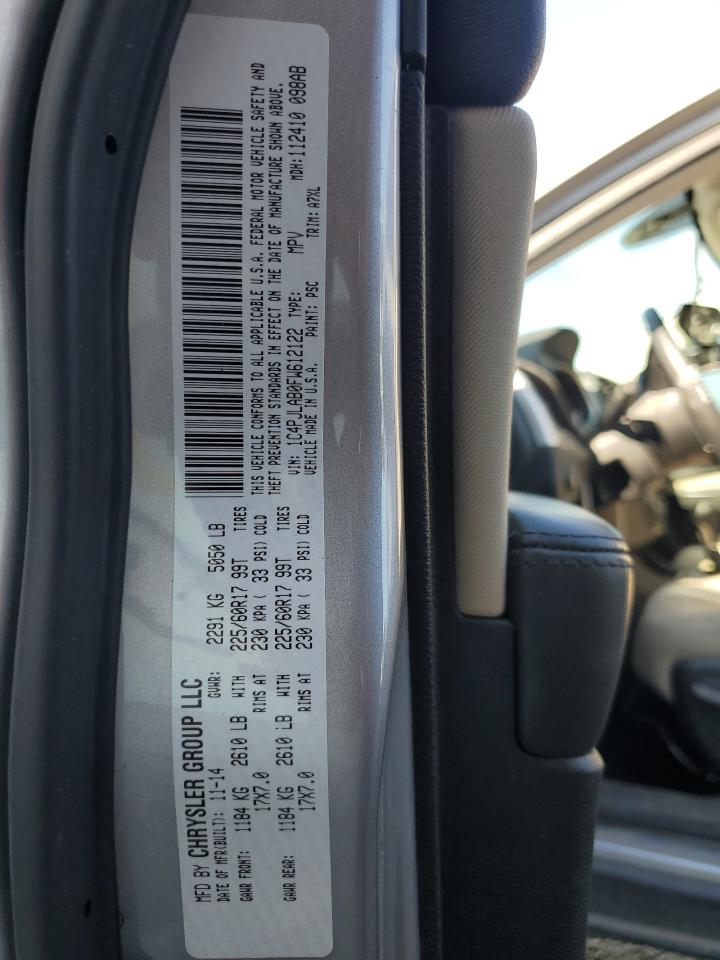 MFD BY CHRYSLER GROUP LLC
DATE OF MFR(BUILT): 11-14 GVWR: 2291 KG 5050 LB
GAWR FRONT: 1184 KG 2610 LB WITH 225/60R17 99T TIRES
17X7.0 RIMS AT 230 KPA ( 33 PSI) COLD
GAWR REAR: 1184 KG 2610 LB WITH 225/60R17 99T TIRES
17X7.0 RIMS AT 230 KPA ( 33 PSI) COLD
THIS VEHICLE CONFORMS TO ALL APPLICABLE U.S.A. FEDERAL MOTOR VEHICLE SAFETY AND
THEFT PREVENTION STANDARDS IN EFFECT ON THE DATE OF MANUFACTURE SHOWN ABOVE.
VIN: 1C4PJLAB0FW612122 TYPE: MPV MDH:112410 098AB
VEHICLE MADE IN U.S.A. PAINT: PSC TRIM: A7XL